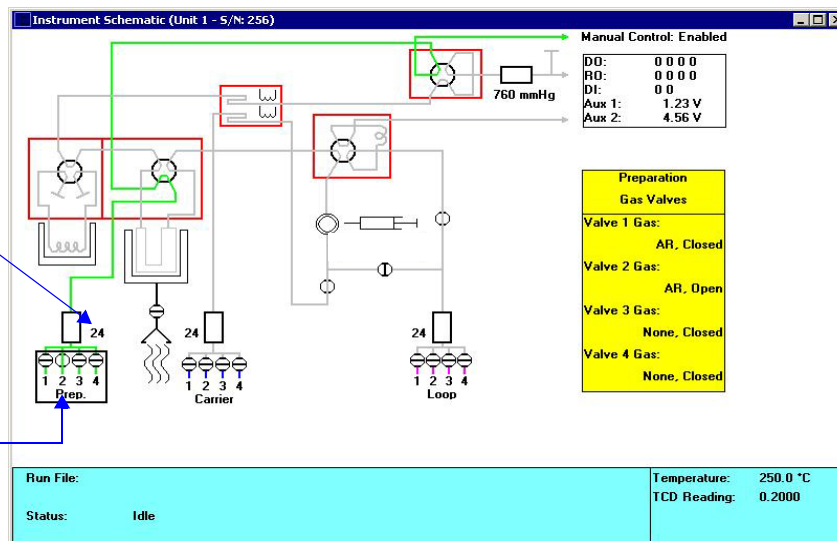 Instrument Schematic (Unit 1 - S/N: 256)
Manual Control: Enabled
DO: 0 0 0 0
RO: 0 0 0 0
DI: 0 0
Aux 1: 1.23 V
Aux 2: 4.56 V
760 mmHg
Preparation
Gas Valves
Valve 1 Gas:
AR, Closed
Valve 2 Gas:
AR, Open
Valve 3 Gas:
None, Closed
Valve 4 Gas:
None, Closed
24
24
24
1 2 3 4
Prep.
1 2 3 4
Carrier
1 2 3 4
Loop
Run File:
Status: Idle
Temperature: 250.0 °C
TCD Reading: 0.2000